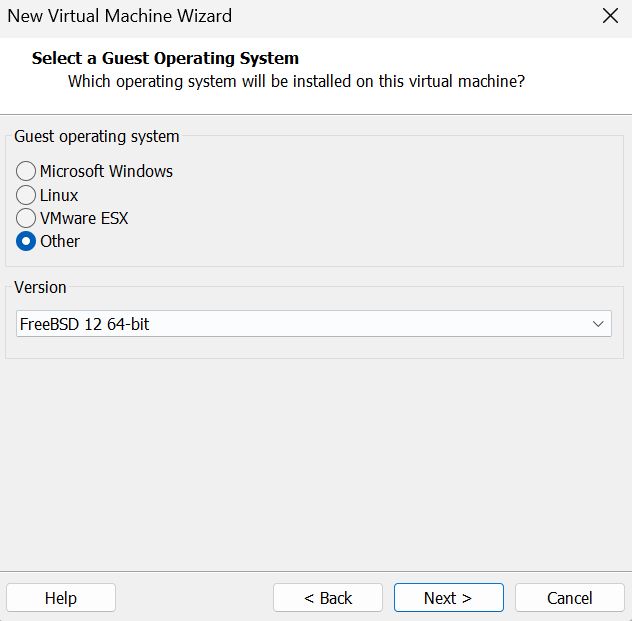 New Virtual Machine Wizard
Select a Guest Operating System
Which operating system will be installed on this virtual machine?
Guest operating system
Microsoft Windows
Linux
VMware ESX
Other
Version
FreeBSD 12 64-bit
Help
< Back
Next >
Cancel